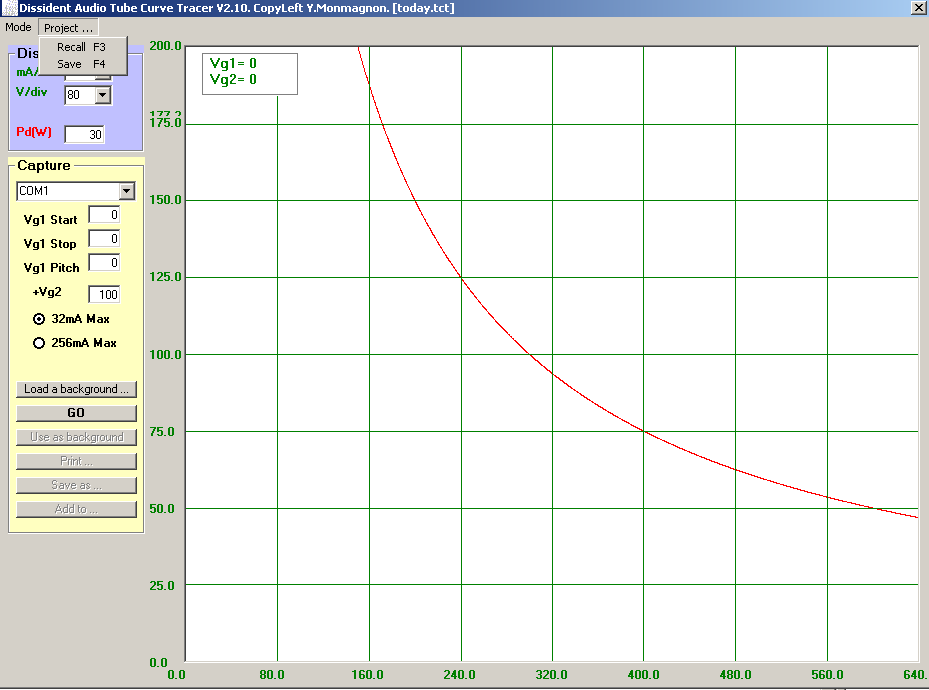 Dissident Audio Tube Curve Tracer V2.10. CopyLeft Y.Monmagnon. [today.tct]
Mode Project ...
Recall F3
Save F4
Dis
mA/
V/div 80
Pd(W) 30
Capture
COM1
Vg1 Start 0
Vg1 Stop 0
Vg1 Pitch 0
+Vg2 100
32mA Max
256mA Max
Load a background ...
GO
Use as background
Print ...
Save as ...
Add to ...
Vg1= 0
Vg2= 0
200.0
175.0
150.0
125.0
100.0
75.0
50.0
25.0
0.0
0.0 80.0 160.0 240.0 320.0 400.0 480.0 560.0 640.